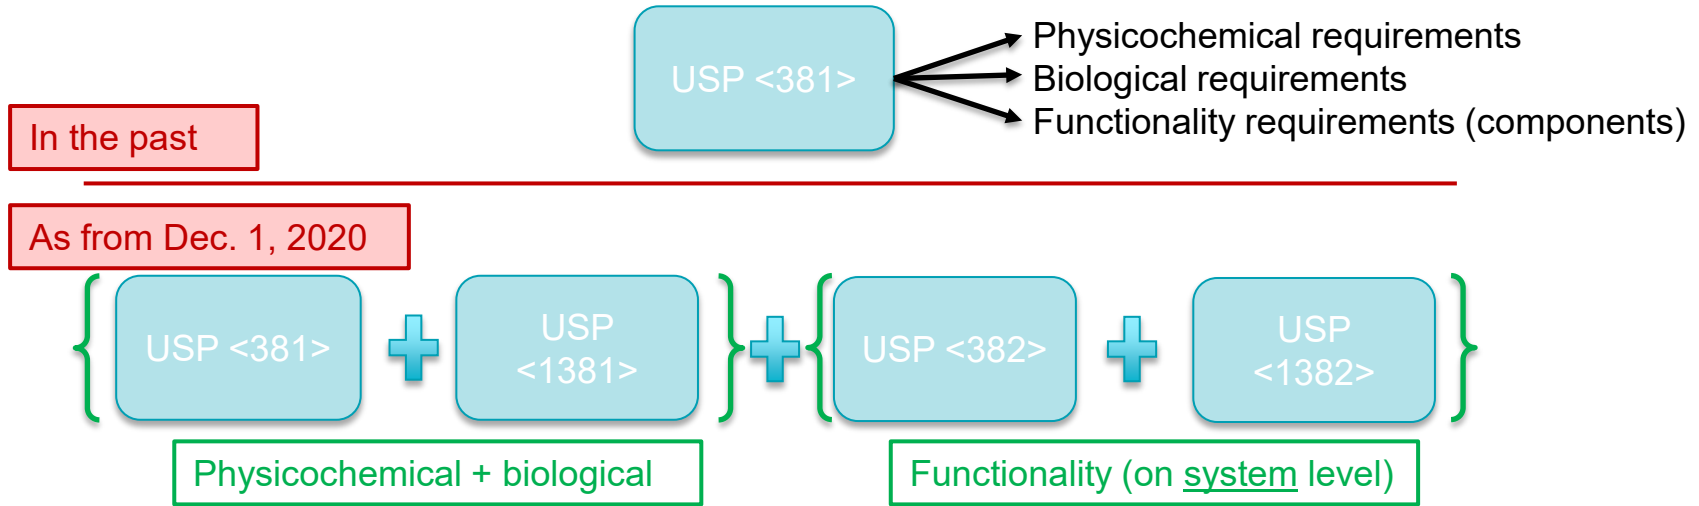 USP <381>
Physicochemical requirements
Biological requirements
Functionality requirements (components)
In the past
As from Dec. 1, 2020
USP <381>
USP
<1381>
USP <382>
USP
<1382>
Physicochemical + biological
Functionality (on system level)